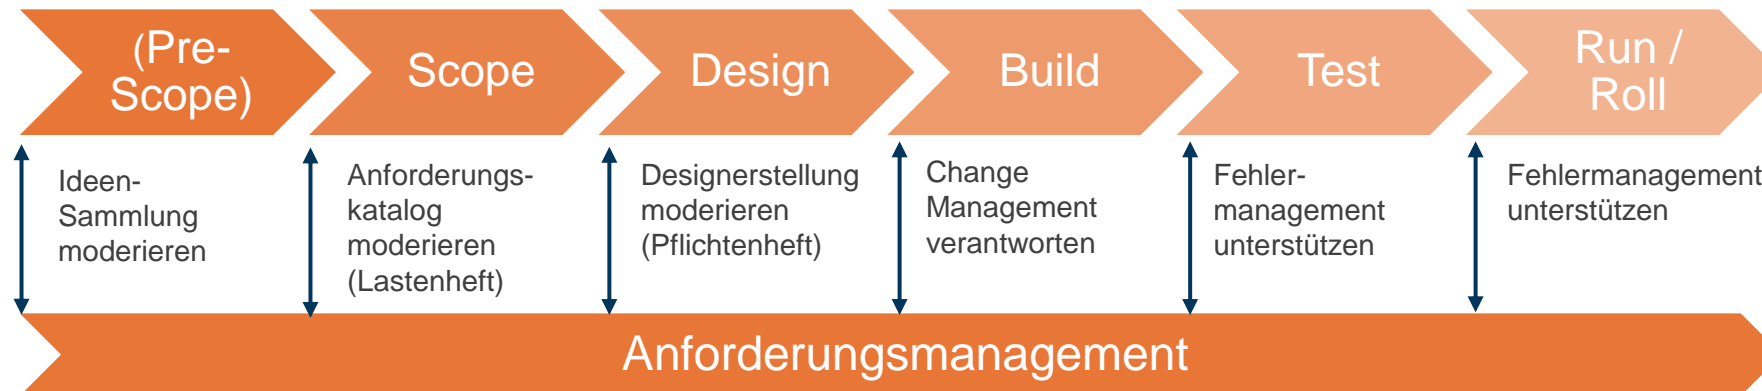 (Pre-
Scope)
Scope
Design
Build
Test
Run /
Roll
Ideen-
Sammlung
moderieren
Anforderungs-
katalog
moderieren
(Lastenheft)
Designerstellung
moderieren
(Pflichtenheft)
Change
Management
verantworten
Fehler-
management
unterstützen
Fehlermanagement
unterstützen
Anforderungsmanagement